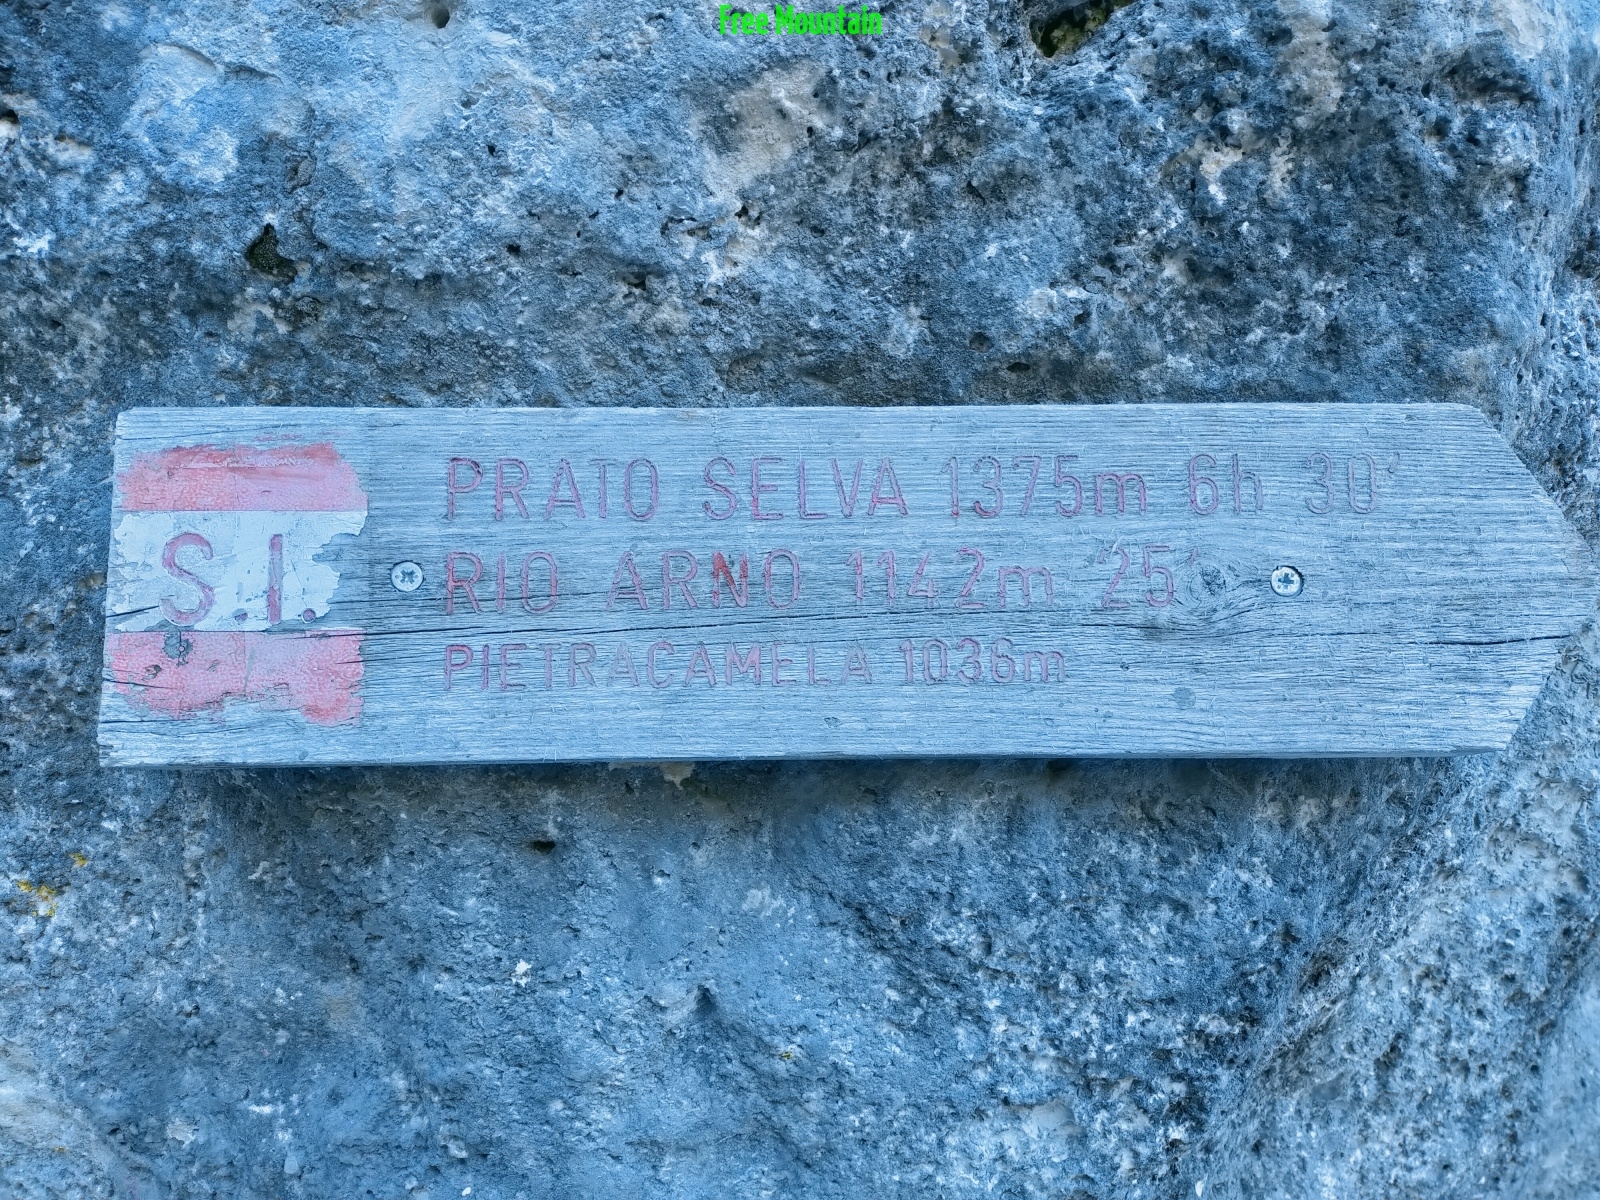 Free Mountain
PRATO SELVA 1375m 6h 30'
S.I.
RIO ARNO 1142m 25'
PIETRACAMELA 1036m